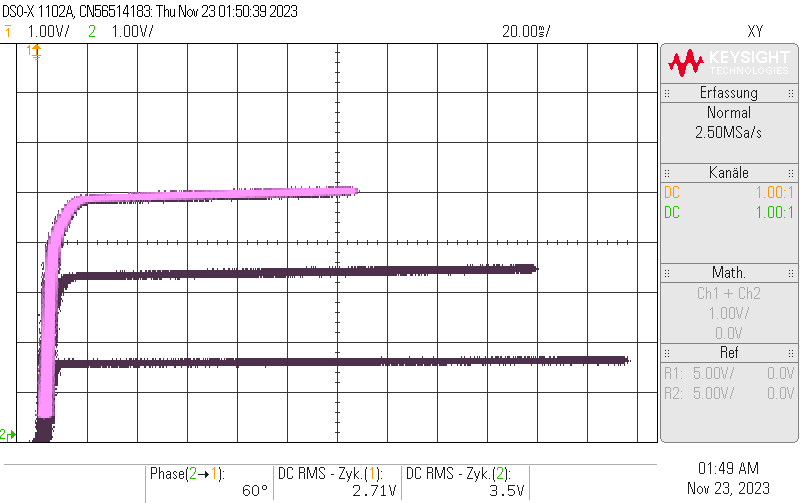 DSO-X 1102A, CN56514183: Thu Nov 23 01:50:39 2023
1 1.00V/ 2 1.00V/ 20.00ms/ XY
1
KEYSIGHT
TECHNOLOGIES
Erfassung
Normal
2.50MSa/s
Kanäle
DC 1.00:1
DC 1.00:1
Math.
Ch1 + Ch2
1.00V/
0.0V
Ref
R1: 5.00V/ 0.0V
R2: 5.00V/ 0.0V
2
Phase(2→1): DC RMS - Zyk.(1): DC RMS - Zyk.(2):
60° 2.71V 3.5V
01:49 AM
Nov 23, 2023